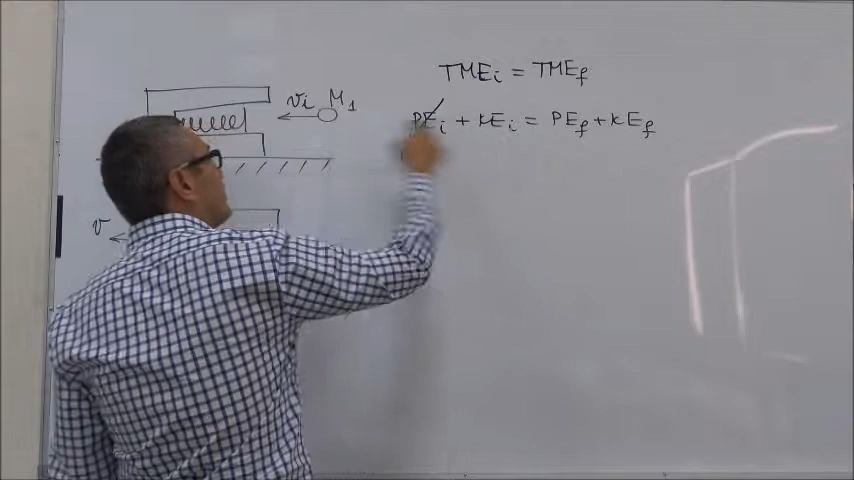 TMEi = TMEf
vi M1
PEi + KEi = PEf + KEf
v